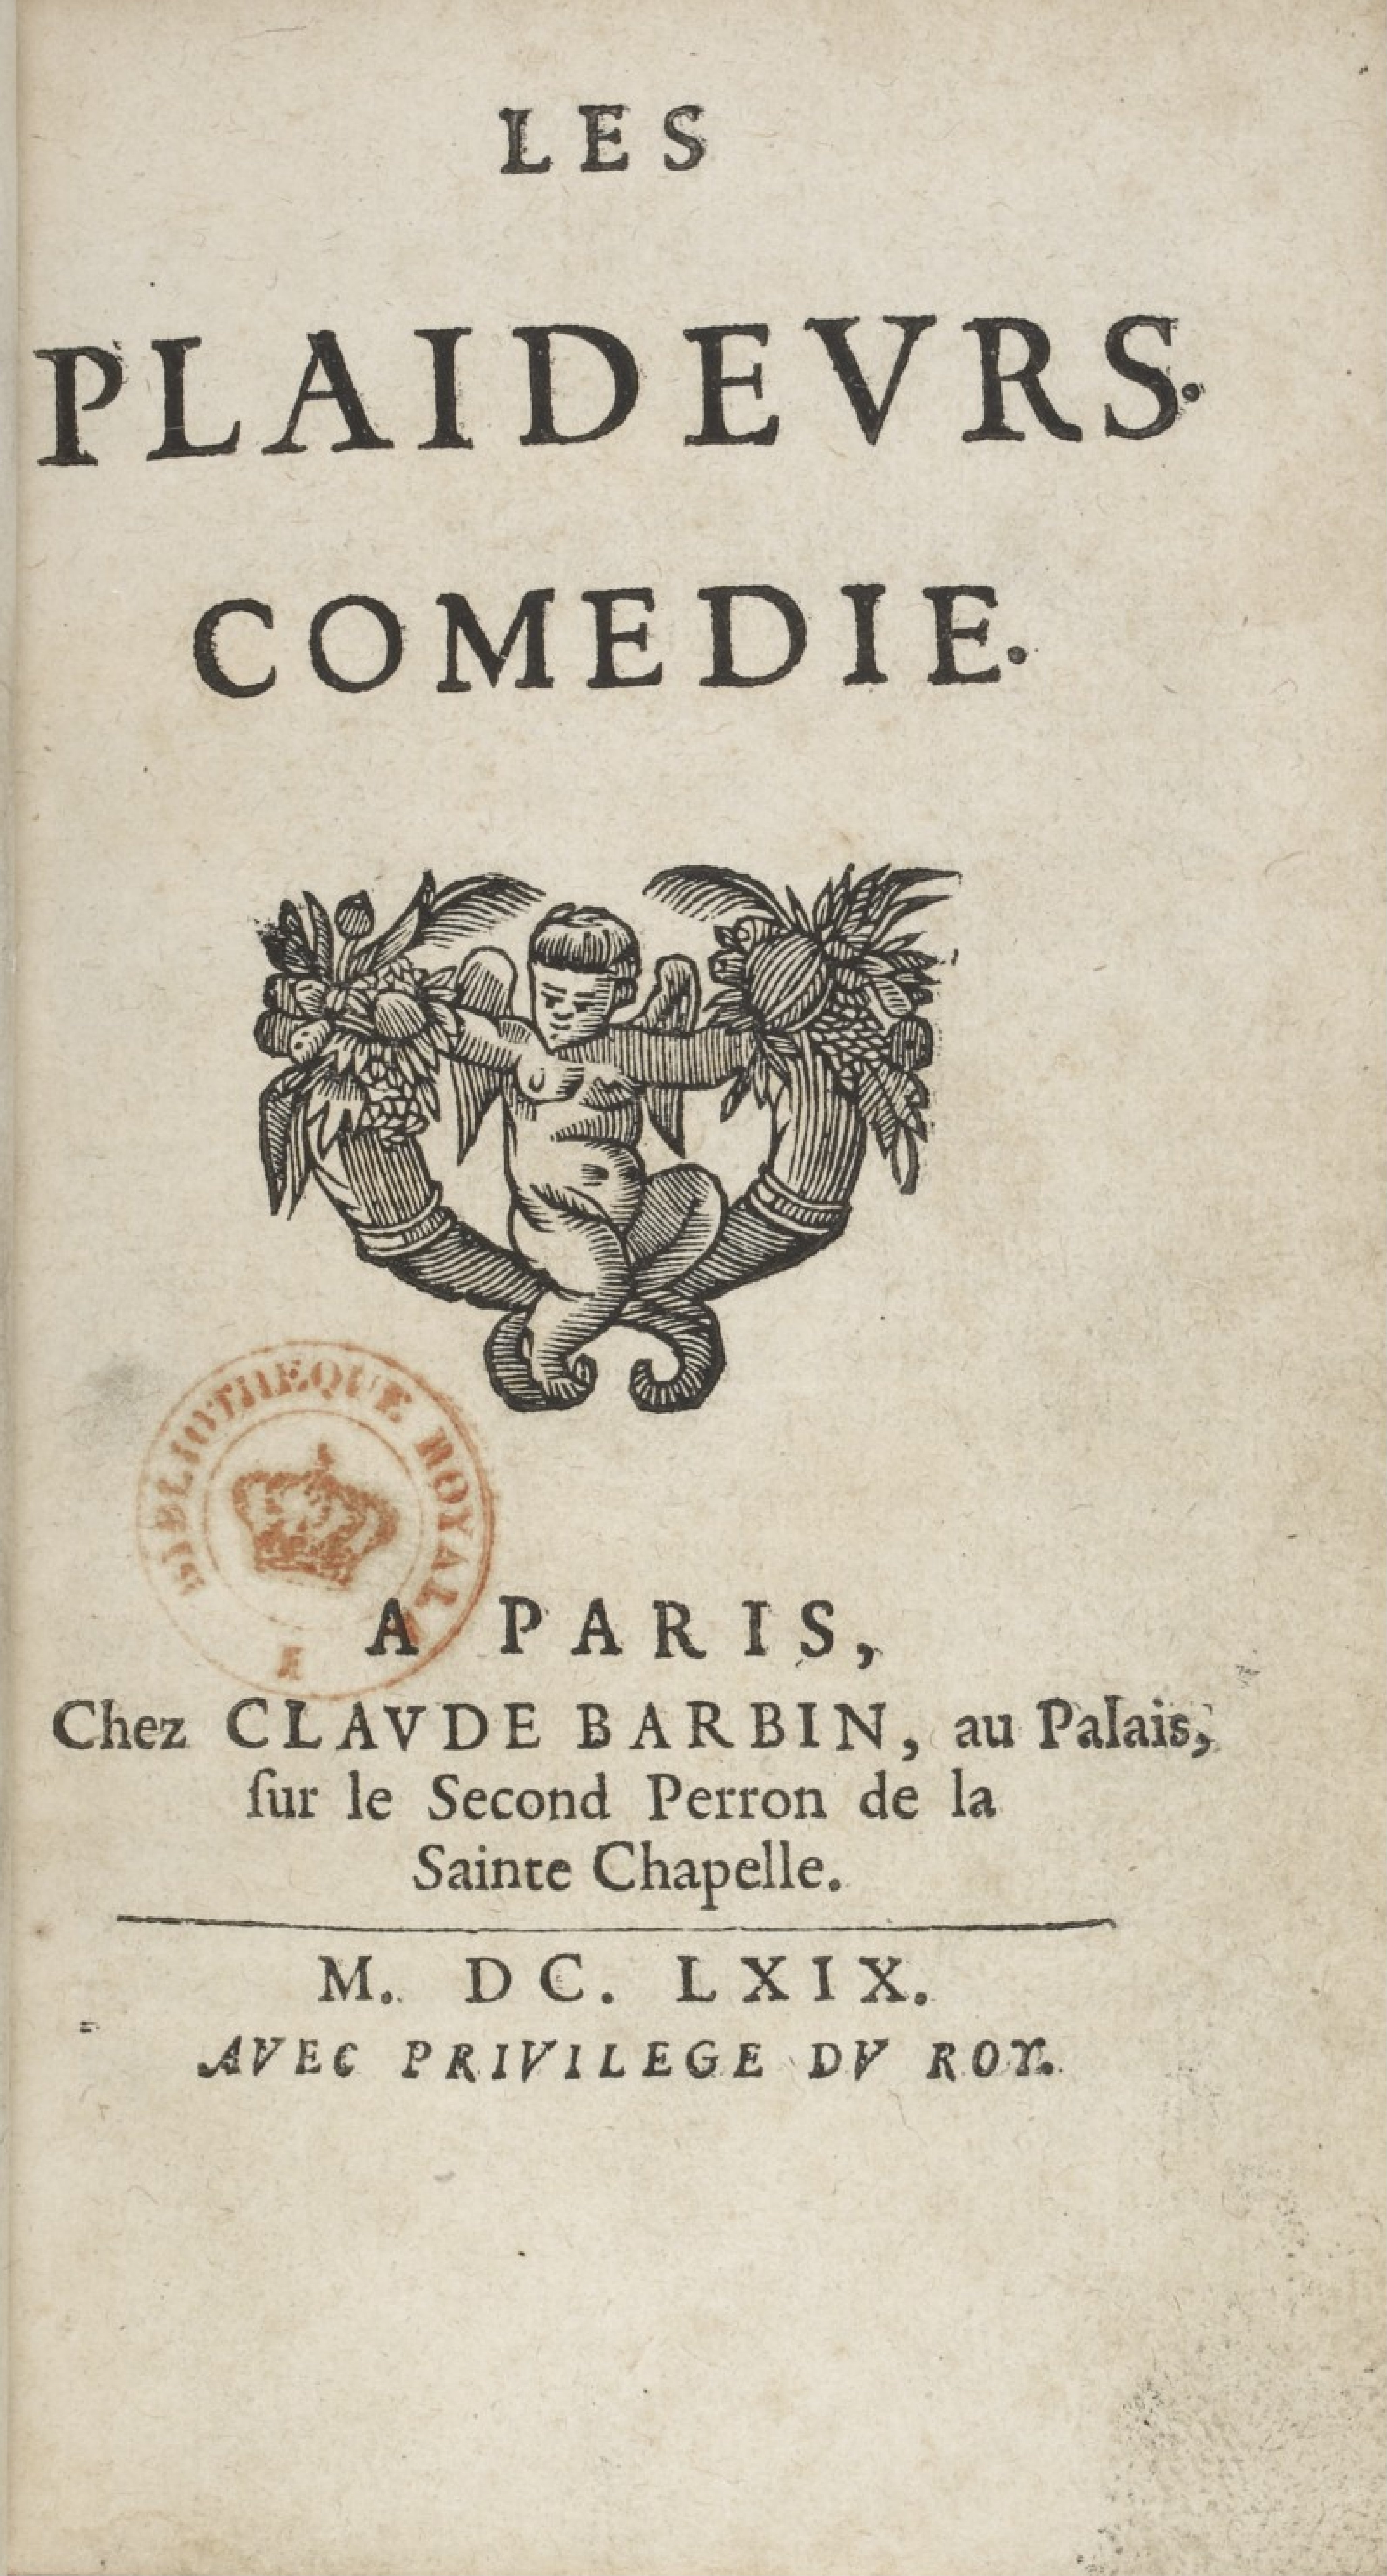 LES
PLAIDEVRS.
COMEDIE.
BIBLIOTHEQUE ROYALE
A PARIS,
Chez CLAVDE BARBIN, au Palais,
ſur le Second Perron de la
Sainte Chapelle.
M. DC. LXIX.
AVEC PRIVILEGE DV ROY.